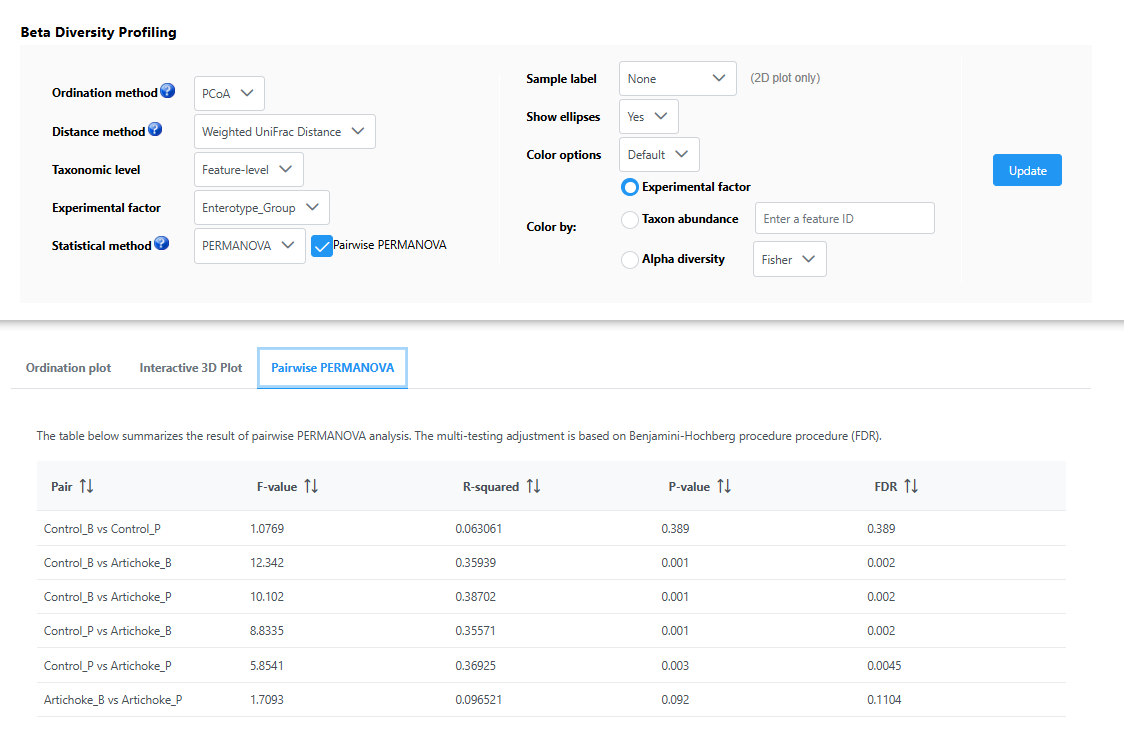 Beta Diversity Profiling
Ordination method ? PCoA
Distance method ? Weighted UniFrac Distance
Taxonomic level Feature-level
Experimental factor Enterotype_Group
Statistical method ? PERMANOVA Pairwise PERMANOVA
Sample label None (2D plot only)
Show ellipses Yes
Color options Default
Color by:
Experimental factor
Taxon abundance Enter a feature ID
Alpha diversity Fisher
Update
Ordination plot Interactive 3D Plot Pairwise PERMANOVA
The table below summarizes the result of pairwise PERMANOVA analysis. The multi-testing adjustment is based on Benjamini-Hochberg procedure procedure (FDR).
Pair F-value R-squared P-value FDR
Control_B vs Control_P 1.0769 0.063061 0.389 0.389
Control_B vs Artichoke_B 12.342 0.35939 0.001 0.002
Control_B vs Artichoke_P 10.102 0.38702 0.001 0.002
Control_P vs Artichoke_B 8.8335 0.35571 0.001 0.002
Control_P vs Artichoke_P 5.8541 0.36925 0.003 0.0045
Artichoke_B vs Artichoke_P 1.7093 0.096521 0.092 0.1104